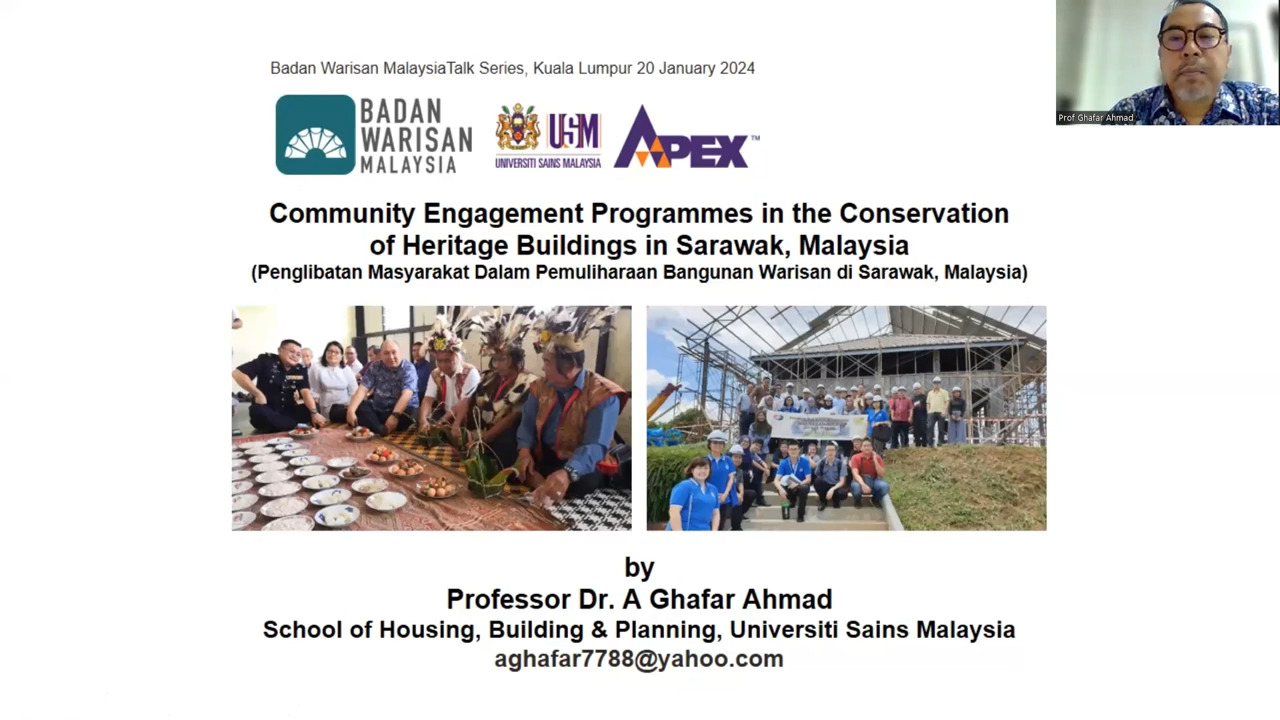 Badan Warisan MalaysiaTalk Series, Kuala Lumpur 20 January 2024
BADAN
WARISAN
MALAYSIA
USM
UNIVERSITI SAINS MALAYSIA
APEX™
Prof Ghafar Ahmad
Community Engagement Programmes in the Conservation
of Heritage Buildings in Sarawak, Malaysia
(Penglibatan Masyarakat Dalam Pemuliharaan Bangunan Warisan di Sarawak, Malaysia)
by
Professor Dr. A Ghafar Ahmad
School of Housing, Building & Planning, Universiti Sains Malaysia
aghafar7788@yahoo.com